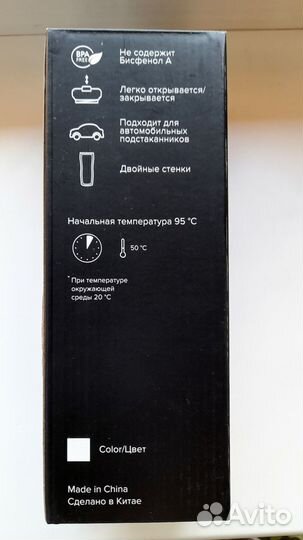 BPA
FREE
Не содержит
Бисфенол А
Легко открывается/
закрывается
Подходит для
автомобильных
подстаканников
Двойные стенки
Начальная температура 95 °C
50 °C
*При температуре
окружающей
среды 20 °C
Color/Цвет
Made in China
Сделано в Китае
Avito